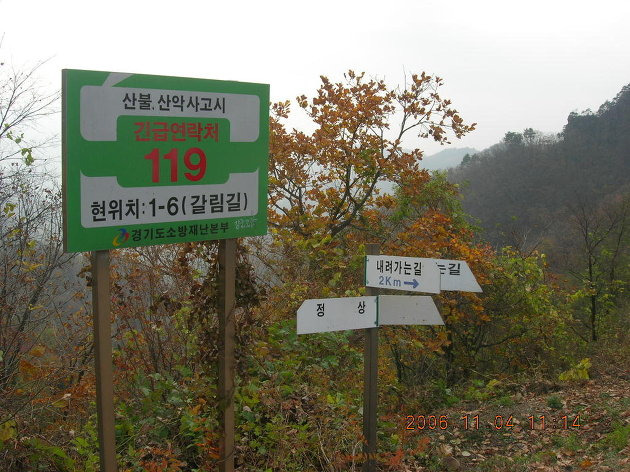 산불, 산악사고시
긴급연락처
119
현위치:1-6(갈림길)
경기도소방재난본부
내려가는길
는길
2Km
정 상
2006 11 04 11:14